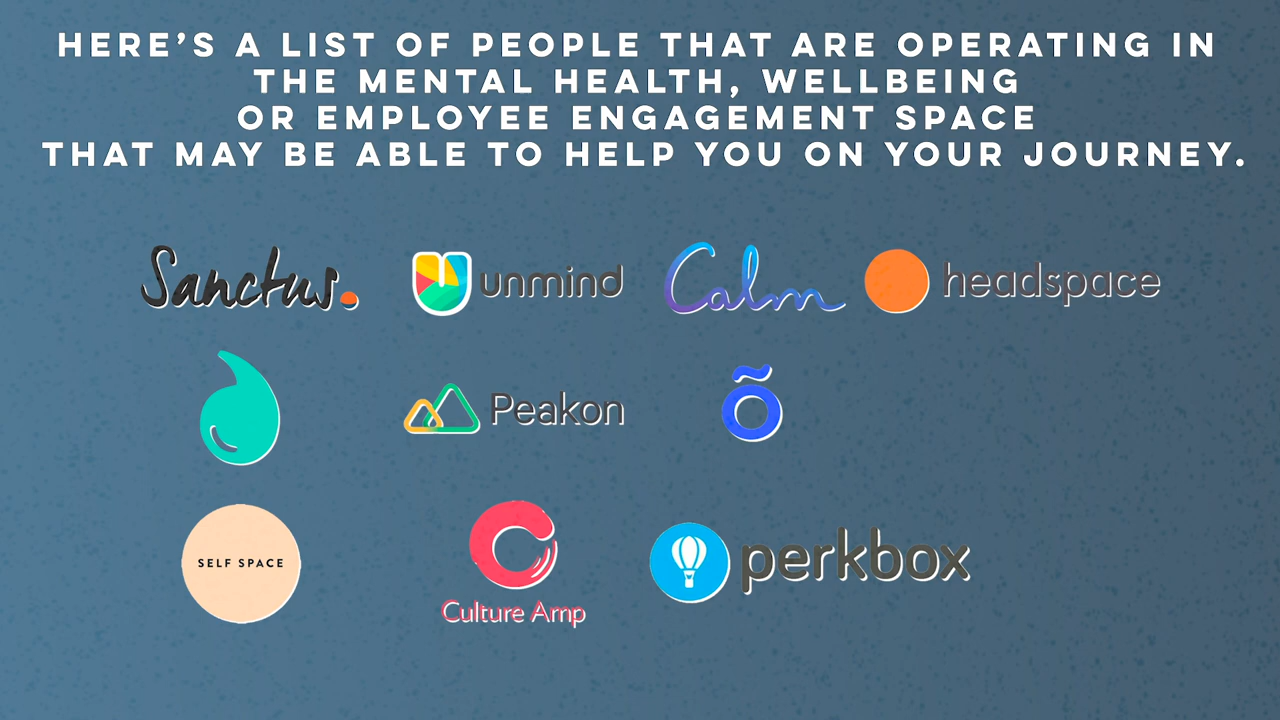 HERE'S A LIST OF PEOPLE THAT ARE OPERATING IN
THE MENTAL HEALTH, WELLBEING
OR EMPLOYEE ENGAGEMENT SPACE
THAT MAY BE ABLE TO HELP YOU ON YOUR JOURNEY.
Sanctus.
unmind
Calm
headspace
Peakon
õ
SELF SPACE
Culture Amp
perkbox